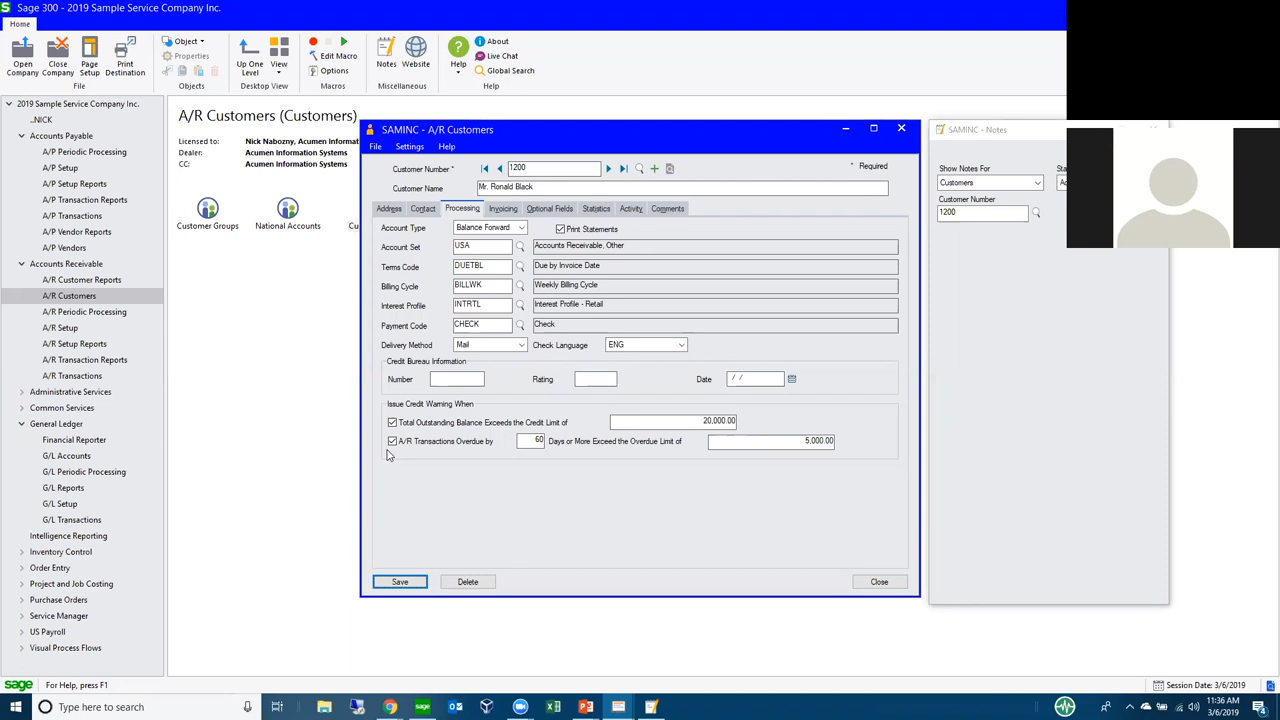 Sage 300 - 2019 Sample Service Company Inc.
Home
Open Company
Close Company
Page Setup
Print Destination
File
Object
Properties
Objects
Up One Level
View
Desktop View
Edit Macro
Options
Macros
Notes
Website
Miscellaneous
Help
About
Live Chat
Global Search
Help
2019 Sample Service Company Inc.
..NICK
Accounts Payable
A/P Periodic Processing
A/P Setup
A/P Setup Reports
A/P Transaction Reports
A/P Transactions
A/P Vendor Reports
A/P Vendors
Accounts Receivable
A/R Customer Reports
A/R Customers
A/R Periodic Processing
A/R Setup
A/R Setup Reports
A/R Transaction Reports
A/R Transactions
Administrative Services
Common Services
General Ledger
Financial Reporter
G/L Accounts
G/L Periodic Processing
G/L Reports
G/L Setup
G/L Transactions
Intelligence Reporting
Inventory Control
Order Entry
Project and Job Costing
Purchase Orders
Service Manager
US Payroll
Visual Process Flows
A/R Customers (Customers)
Licensed to: Nick Nabozny, Acumen Informat
Dealer: Acumen Information Systems
CC: Acumen Information Systems
Customer Groups
National Accounts
Cu
SAMINC - A/R Customers
File Settings Help
Customer Number * 1200 * Required
Customer Name Mr. Ronald Black
Address Contact Processing Invoicing Optional Fields Statistics Activity Comments
Account Type Balance Forward Print Statements
Account Set USA Accounts Receivable, Other
Terms Code DUETBL Due by Invoice Date
Billing Cycle BILLWK Weekly Billing Cycle
Interest Profile INTRTL Interest Profile - Retail
Payment Code CHECK Check
Delivery Method Mail Check Language ENG
Credit Bureau Information
Number Rating Date / /
Issue Credit Warning When
Total Outstanding Balance Exceeds the Credit Limit of 20,000.00
A/R Transactions Overdue by 60 Days or More Exceed the Overdue Limit of 5,000.00
Save Delete Close
SAMINC - Notes
Show Notes For
Customers
Customer Number
1200
For Help, press F1
Session Date: 3/6/2019
Type here to search
11:36 AM
3/6/2019
4